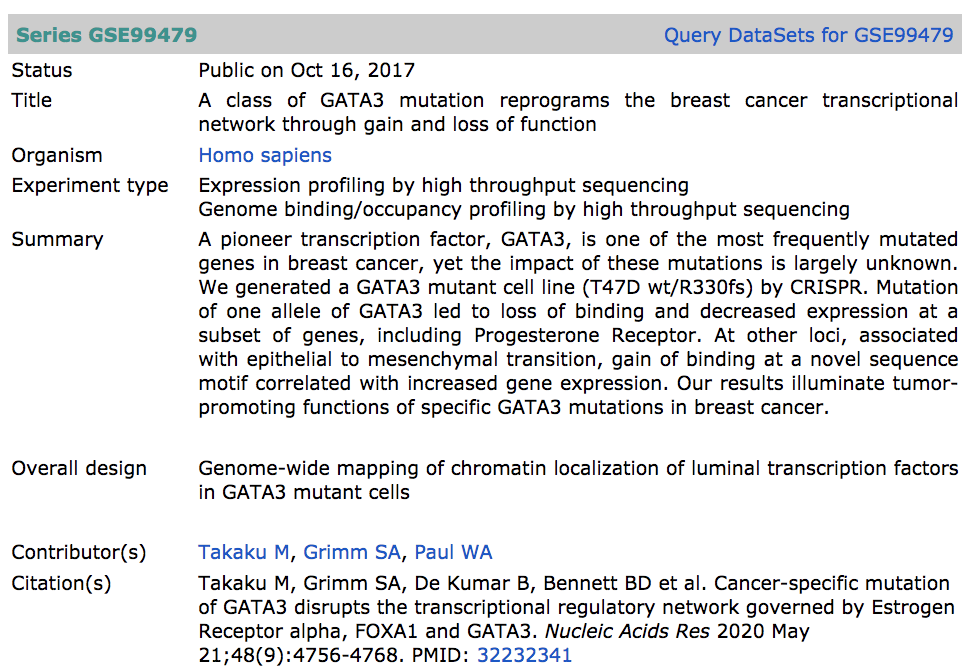 Series GSE99479 Query DataSets for GSE99479
Status Public on Oct 16, 2017
Title A class of GATA3 mutation reprograms the breast cancer transcriptional
network through gain and loss of function
Organism Homo sapiens
Experiment type Expression profiling by high throughput sequencing
Genome binding/occupancy profiling by high throughput sequencing
Summary A pioneer transcription factor, GATA3, is one of the most frequently mutated
genes in breast cancer, yet the impact of these mutations is largely unknown.
We generated a GATA3 mutant cell line (T47D wt/R330fs) by CRISPR. Mutation
of one allele of GATA3 led to loss of binding and decreased expression at a
subset of genes, including Progesterone Receptor. At other loci, associated
with epithelial to mesenchymal transition, gain of binding at a novel sequence
motif correlated with increased gene expression. Our results illuminate tumor-
promoting functions of specific GATA3 mutations in breast cancer.
Overall design Genome-wide mapping of chromatin localization of luminal transcription factors
in GATA3 mutant cells
Contributor(s) Takaku M, Grimm SA, Paul WA
Citation(s) Takaku M, Grimm SA, De Kumar B, Bennett BD et al. Cancer-specific mutation
of GATA3 disrupts the transcriptional regulatory network governed by Estrogen
Receptor alpha, FOXA1 and GATA3. Nucleic Acids Res 2020 May
21;48(9):4756-4768. PMID: 32232341